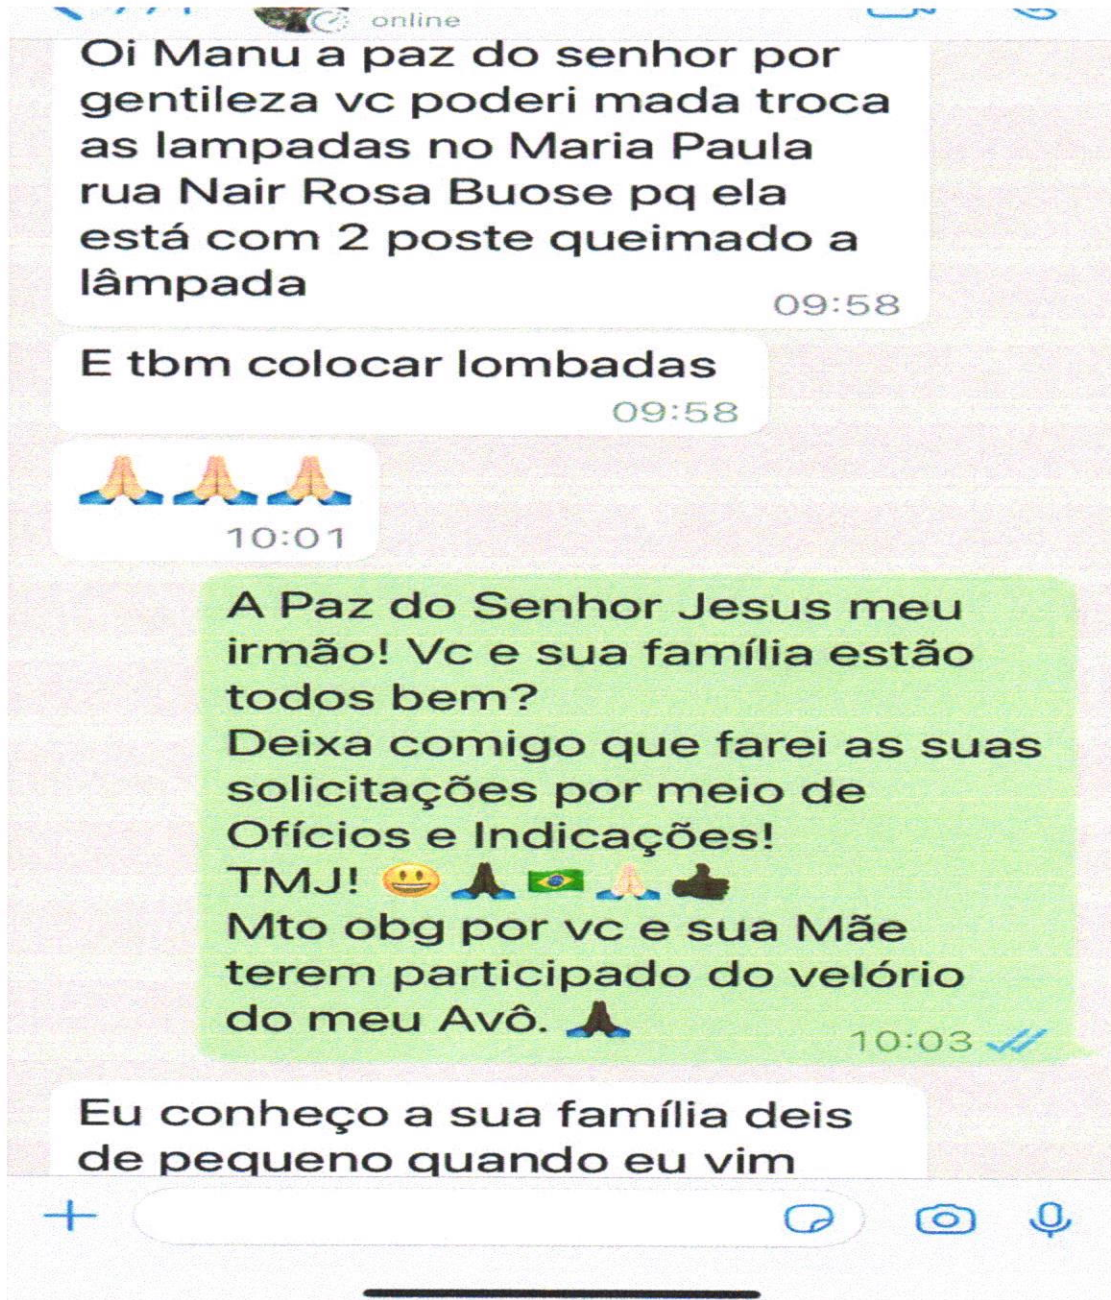 online
Oi Manu a paz do senhor por
gentileza vc poderi mada troca
as lampadas no Maria Paula
rua Nair Rosa Buose pq ela
está com 2 poste queimado a
lâmpada
09:58
E tbm colocar lombadas
09:58
🙏🏼🙏🏼🙏🏼
10:01
A Paz do Senhor Jesus meu
irmão! Vc e sua família estão
todos bem?
Deixa comigo que farei as suas
solicitações por meio de
Ofícios e Indicações!
TMJ! 😃🙏🏿🇧🇷🙏🏻👍🏿
Mto obg por vc e sua Mãe
terem participado do velório
do meu Avô. 🙏🏿
10:03
Eu conheço a sua família deis
de pequeno quando eu vim